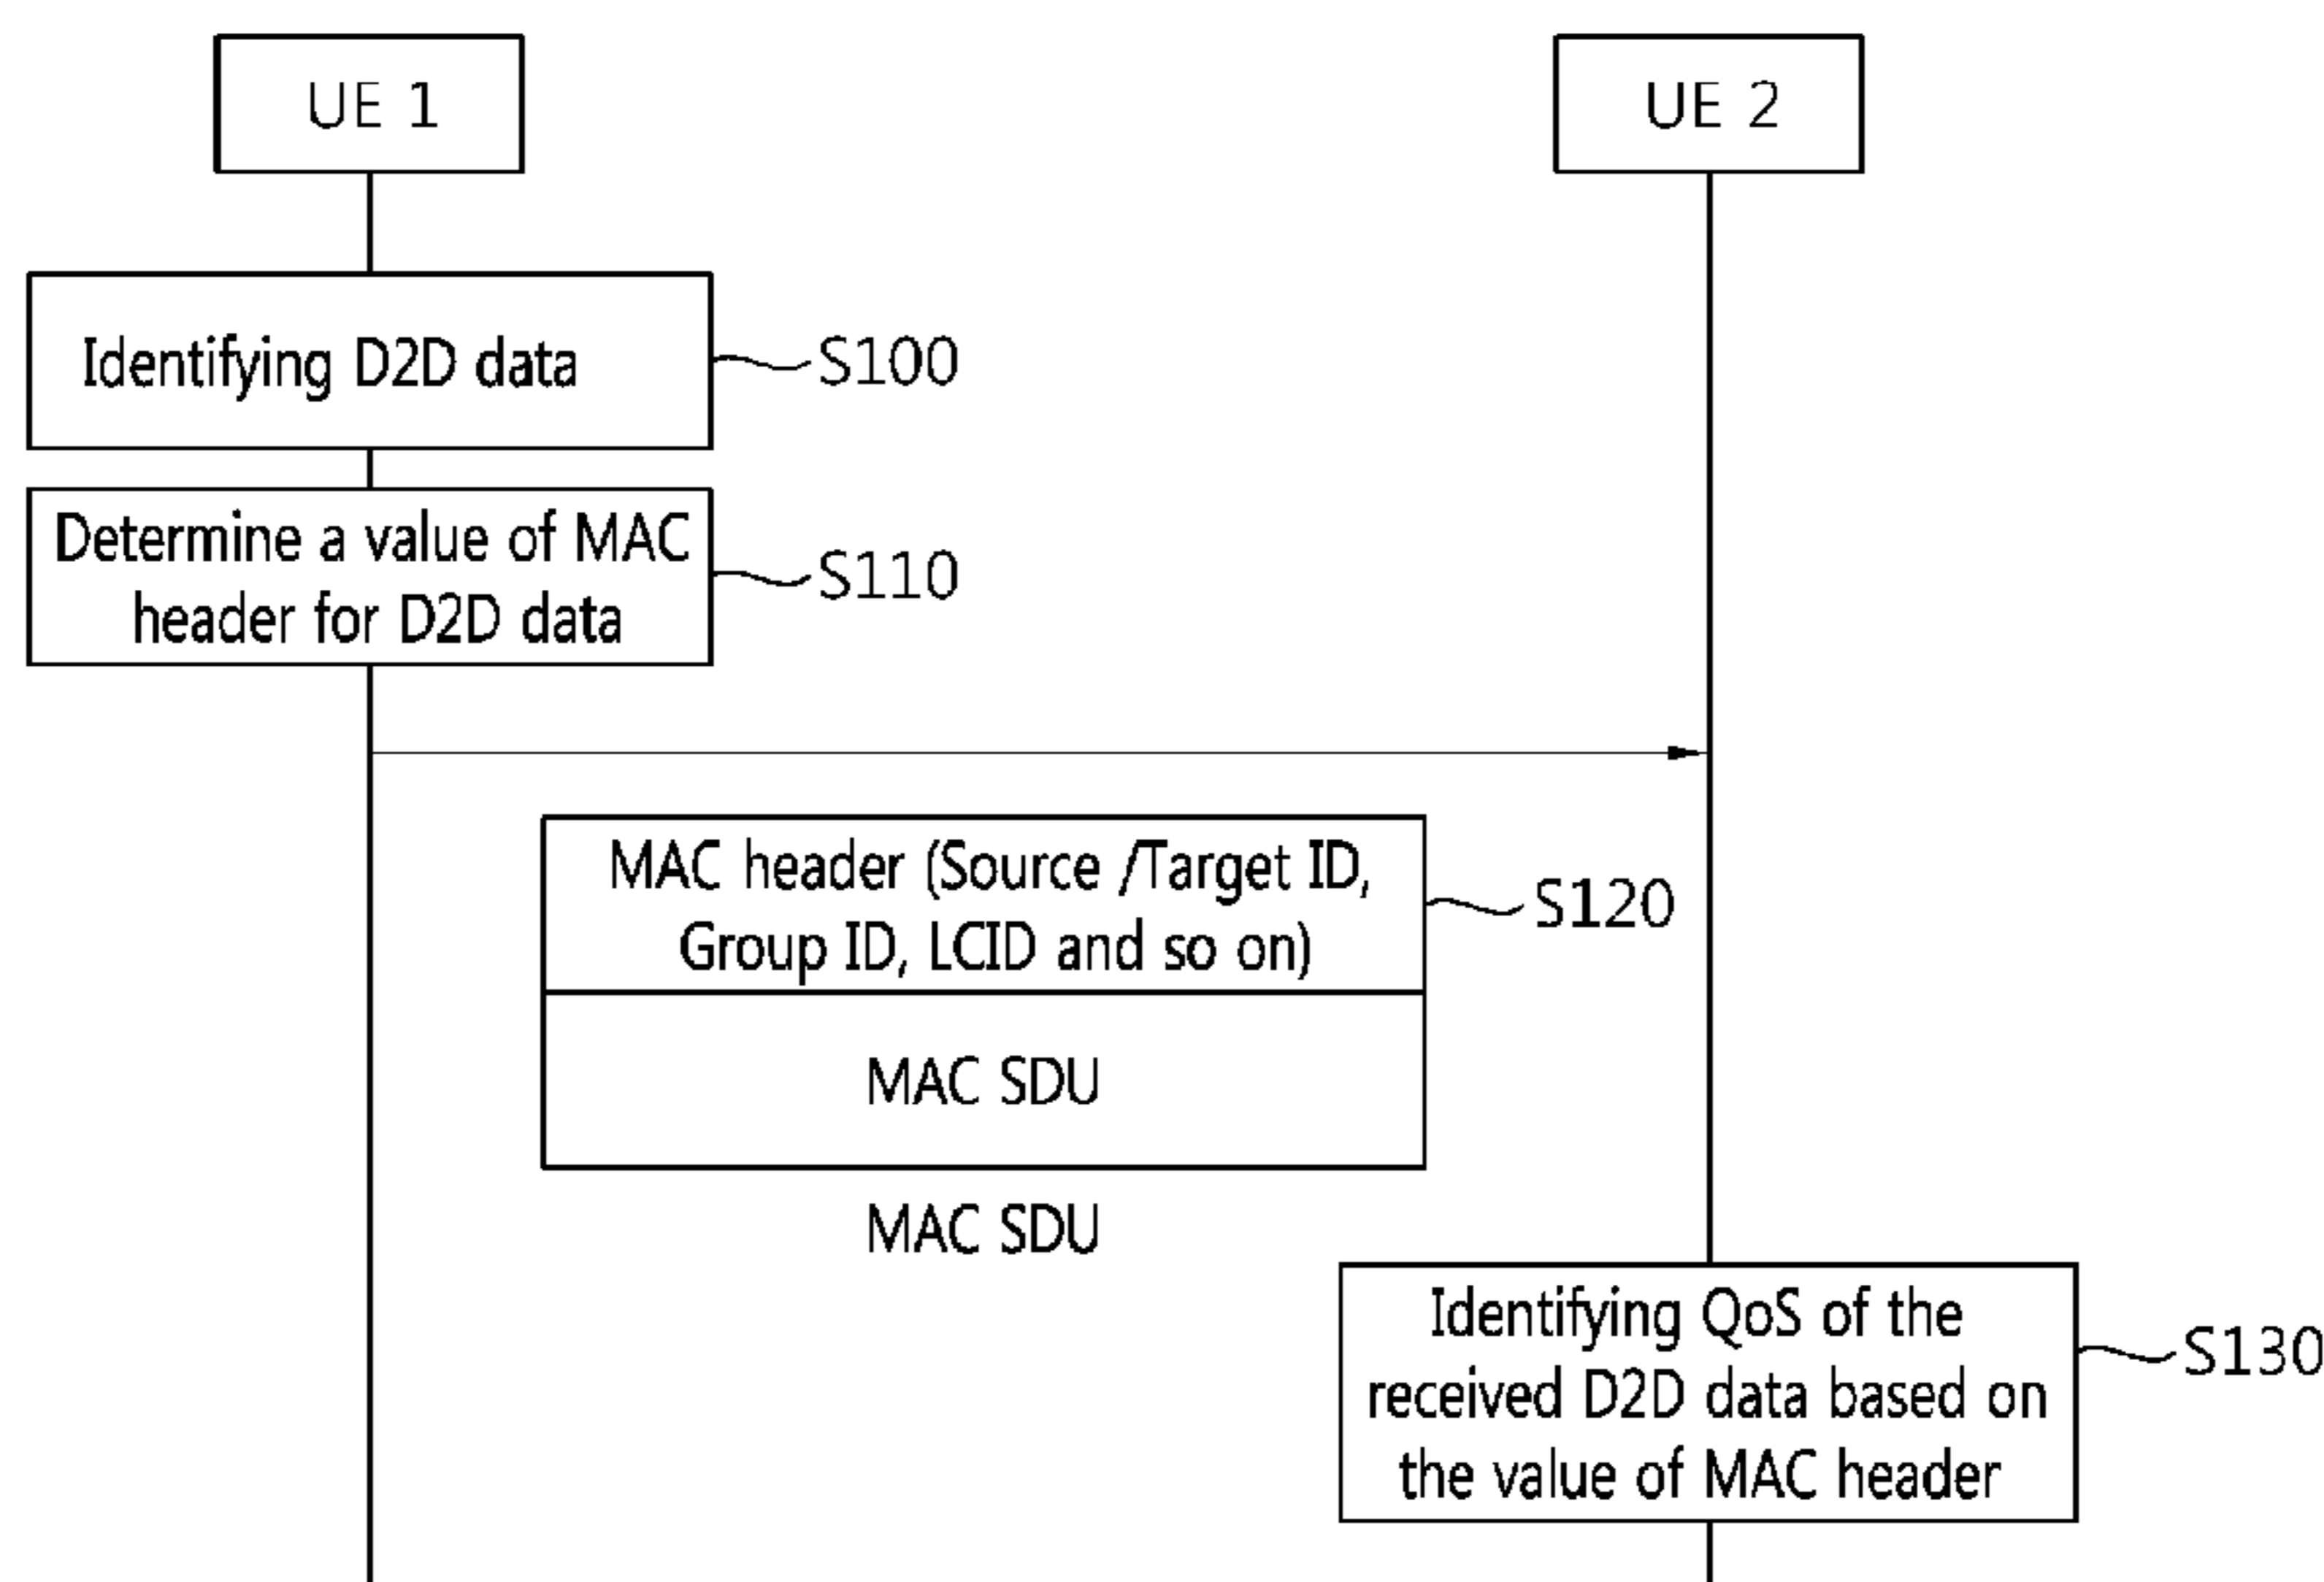 UE 1
UE 2
Identifying D2D data
S100
Determine a value of MAC
header for D2D data
S110
MAC header (Source /Target ID,
Group ID, LCID and so on)
S120
MAC SDU
MAC SDU
Identifying QoS of the
received D2D data based on
the value of MAC header
S130